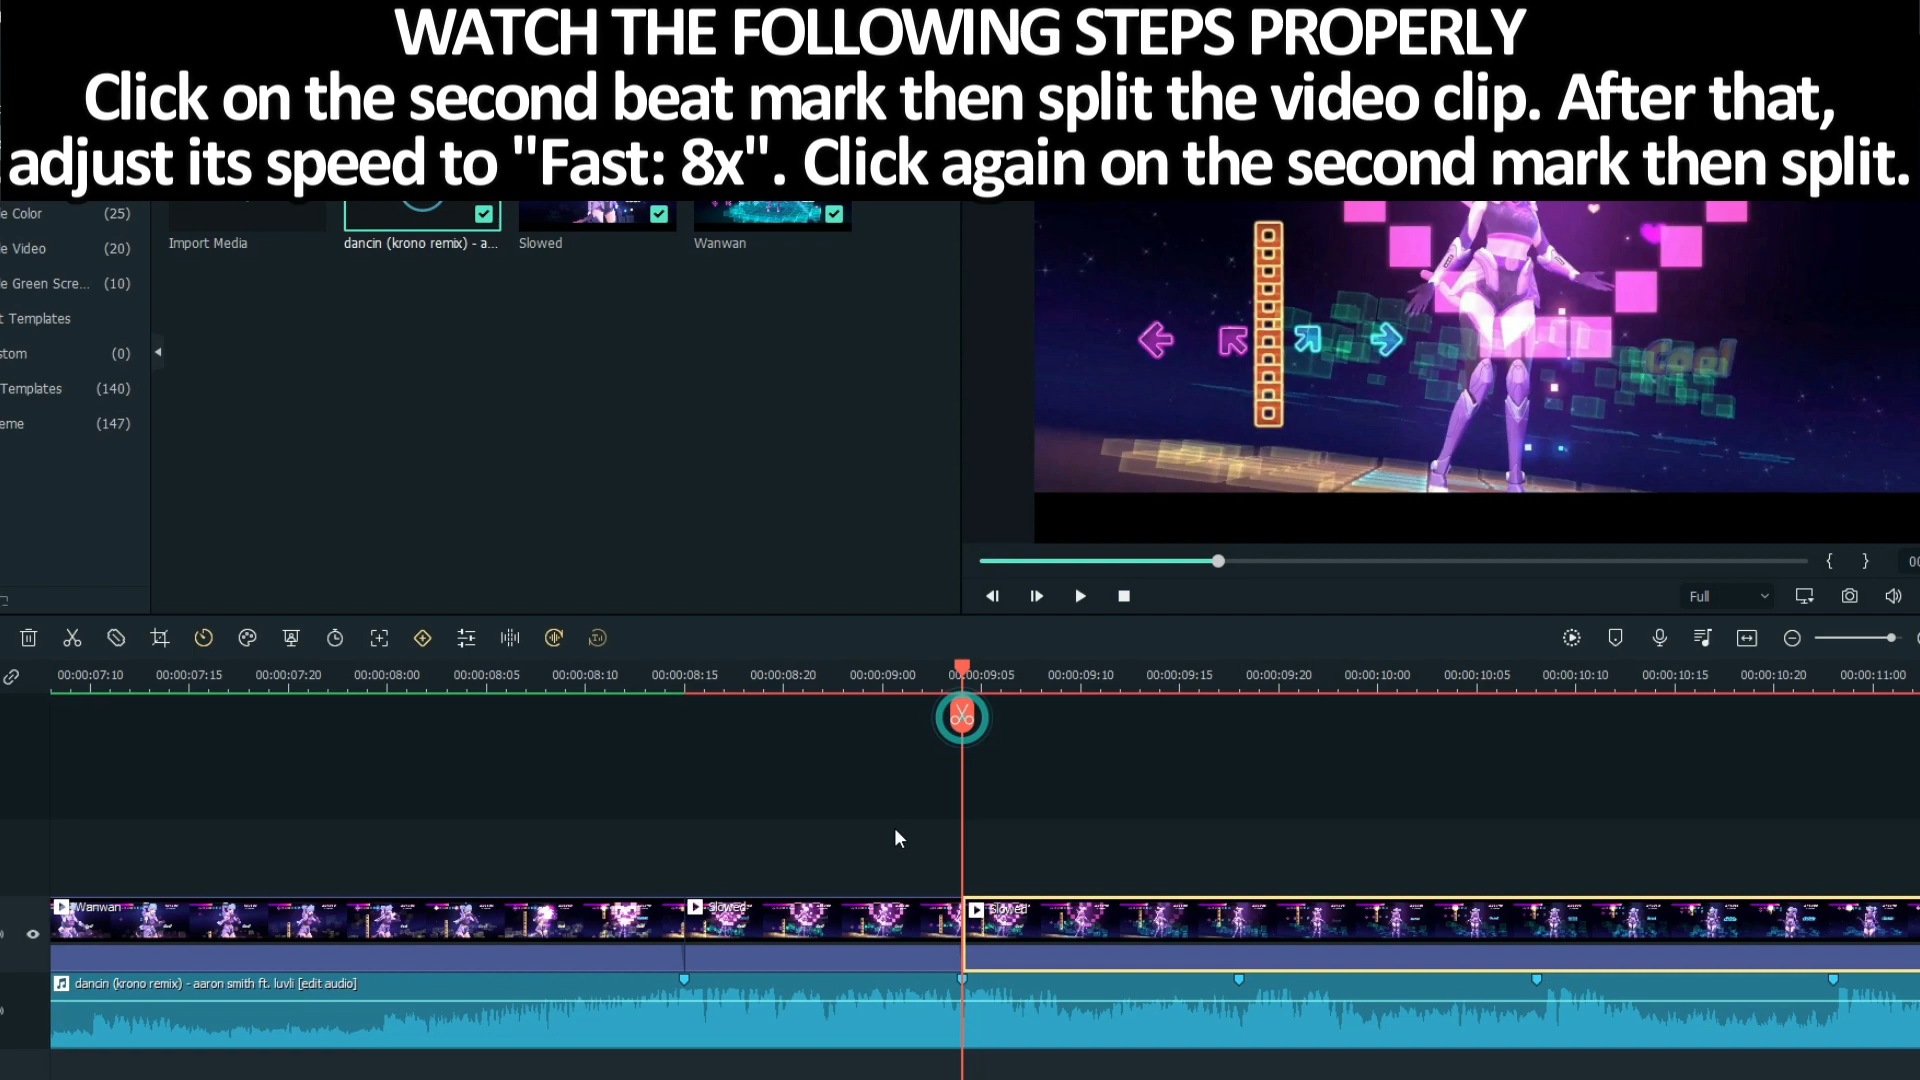 WATCH THE FOLLOWING STEPS PROPERLY
Click on the second beat mark then split the video clip. After that,
adjust its speed to "Fast: 8x". Click again on the second mark then split.
e Color (25)
e Video (20)
e Green Scre... (10)
t Templates
stom (0)
Templates (140)
eme (147)
Import Media
dancin (krono remix) - a...
Slowed
Wanwan
Cool
{ }
00
Full
00:00:07:10 00:00:07:15 00:00:07:20 00:00:08:00 00:00:08:05 00:00:08:10 00:00:08:15 00:00:08:20 00:00:09:00 00:00:09:05 00:00:09:10 00:00:09:15 00:00:09:20 00:00:10:00 00:00:10:05 00:00:10:10 00:00:10:15 00:00:10:20 00:00:11:00
Wanwan
Slowed
Slowed
dancin (krono remix) - aaron smith ft. luvli [edit audio]